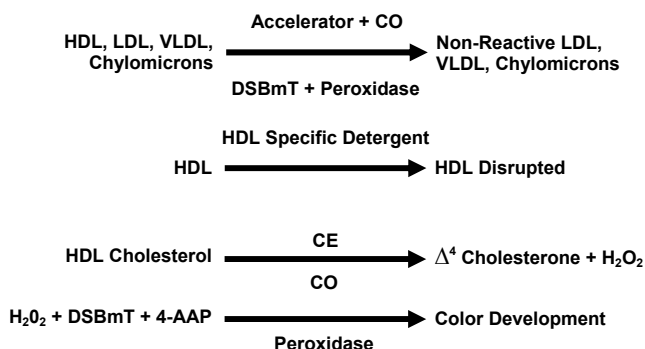 Accelerator + CO
HDL, LDL, VLDL, Non-Reactive LDL,
Chylomicrons VLDL, Chylomicrons
DSBmT + Peroxidase
HDL Specific Detergent
HDL HDL Disrupted
CE
HDL Cholesterol Δ⁴ Cholesterone + H₂O₂
CO
H₂0₂ + DSBmT + 4-AAP Color Development
Peroxidase